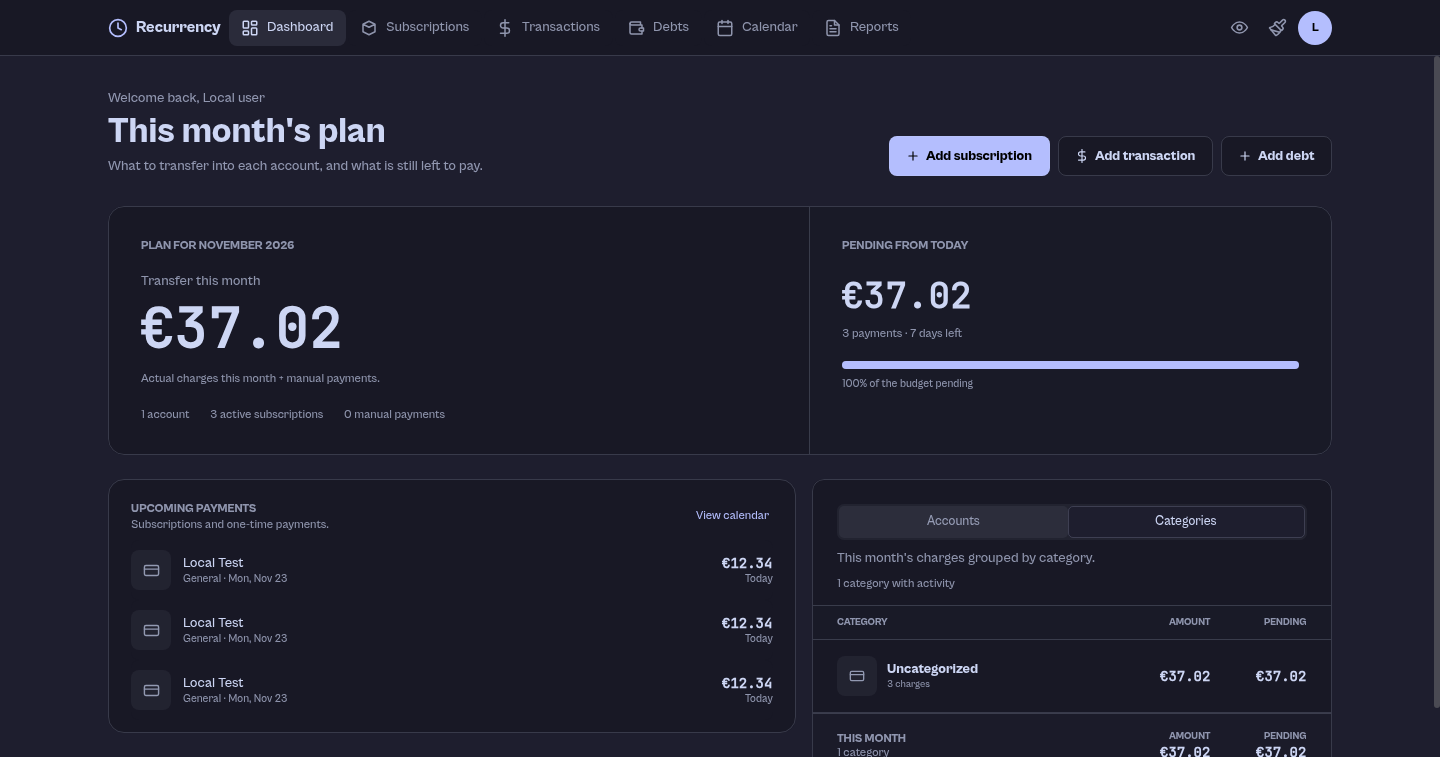 Recurrency
Dashboard
Subscriptions
Transactions
Debts
Calendar
Reports
L
Welcome back, Local user
This month's plan
What to transfer into each account, and what is still left to pay.
Add subscription
Add transaction
Add debt
PLAN FOR NOVEMBER 2026
Transfer this month
€37.02
Actual charges this month + manual payments.
1 account 3 active subscriptions 0 manual payments
PENDING FROM TODAY
€37.02
3 payments · 7 days left
100% of the budget pending
UPCOMING PAYMENTS
Subscriptions and one-time payments.
View calendar
Local Test €12.34
General · Mon, Nov 23 Today
Local Test €12.34
General · Mon, Nov 23 Today
Local Test €12.34
General · Mon, Nov 23 Today
Accounts Categories
This month's charges grouped by category.
1 category with activity
CATEGORY AMOUNT PENDING
Uncategorized €37.02 €37.02
3 charges
THIS MONTH AMOUNT PENDING
1 category €37.02 €37.02